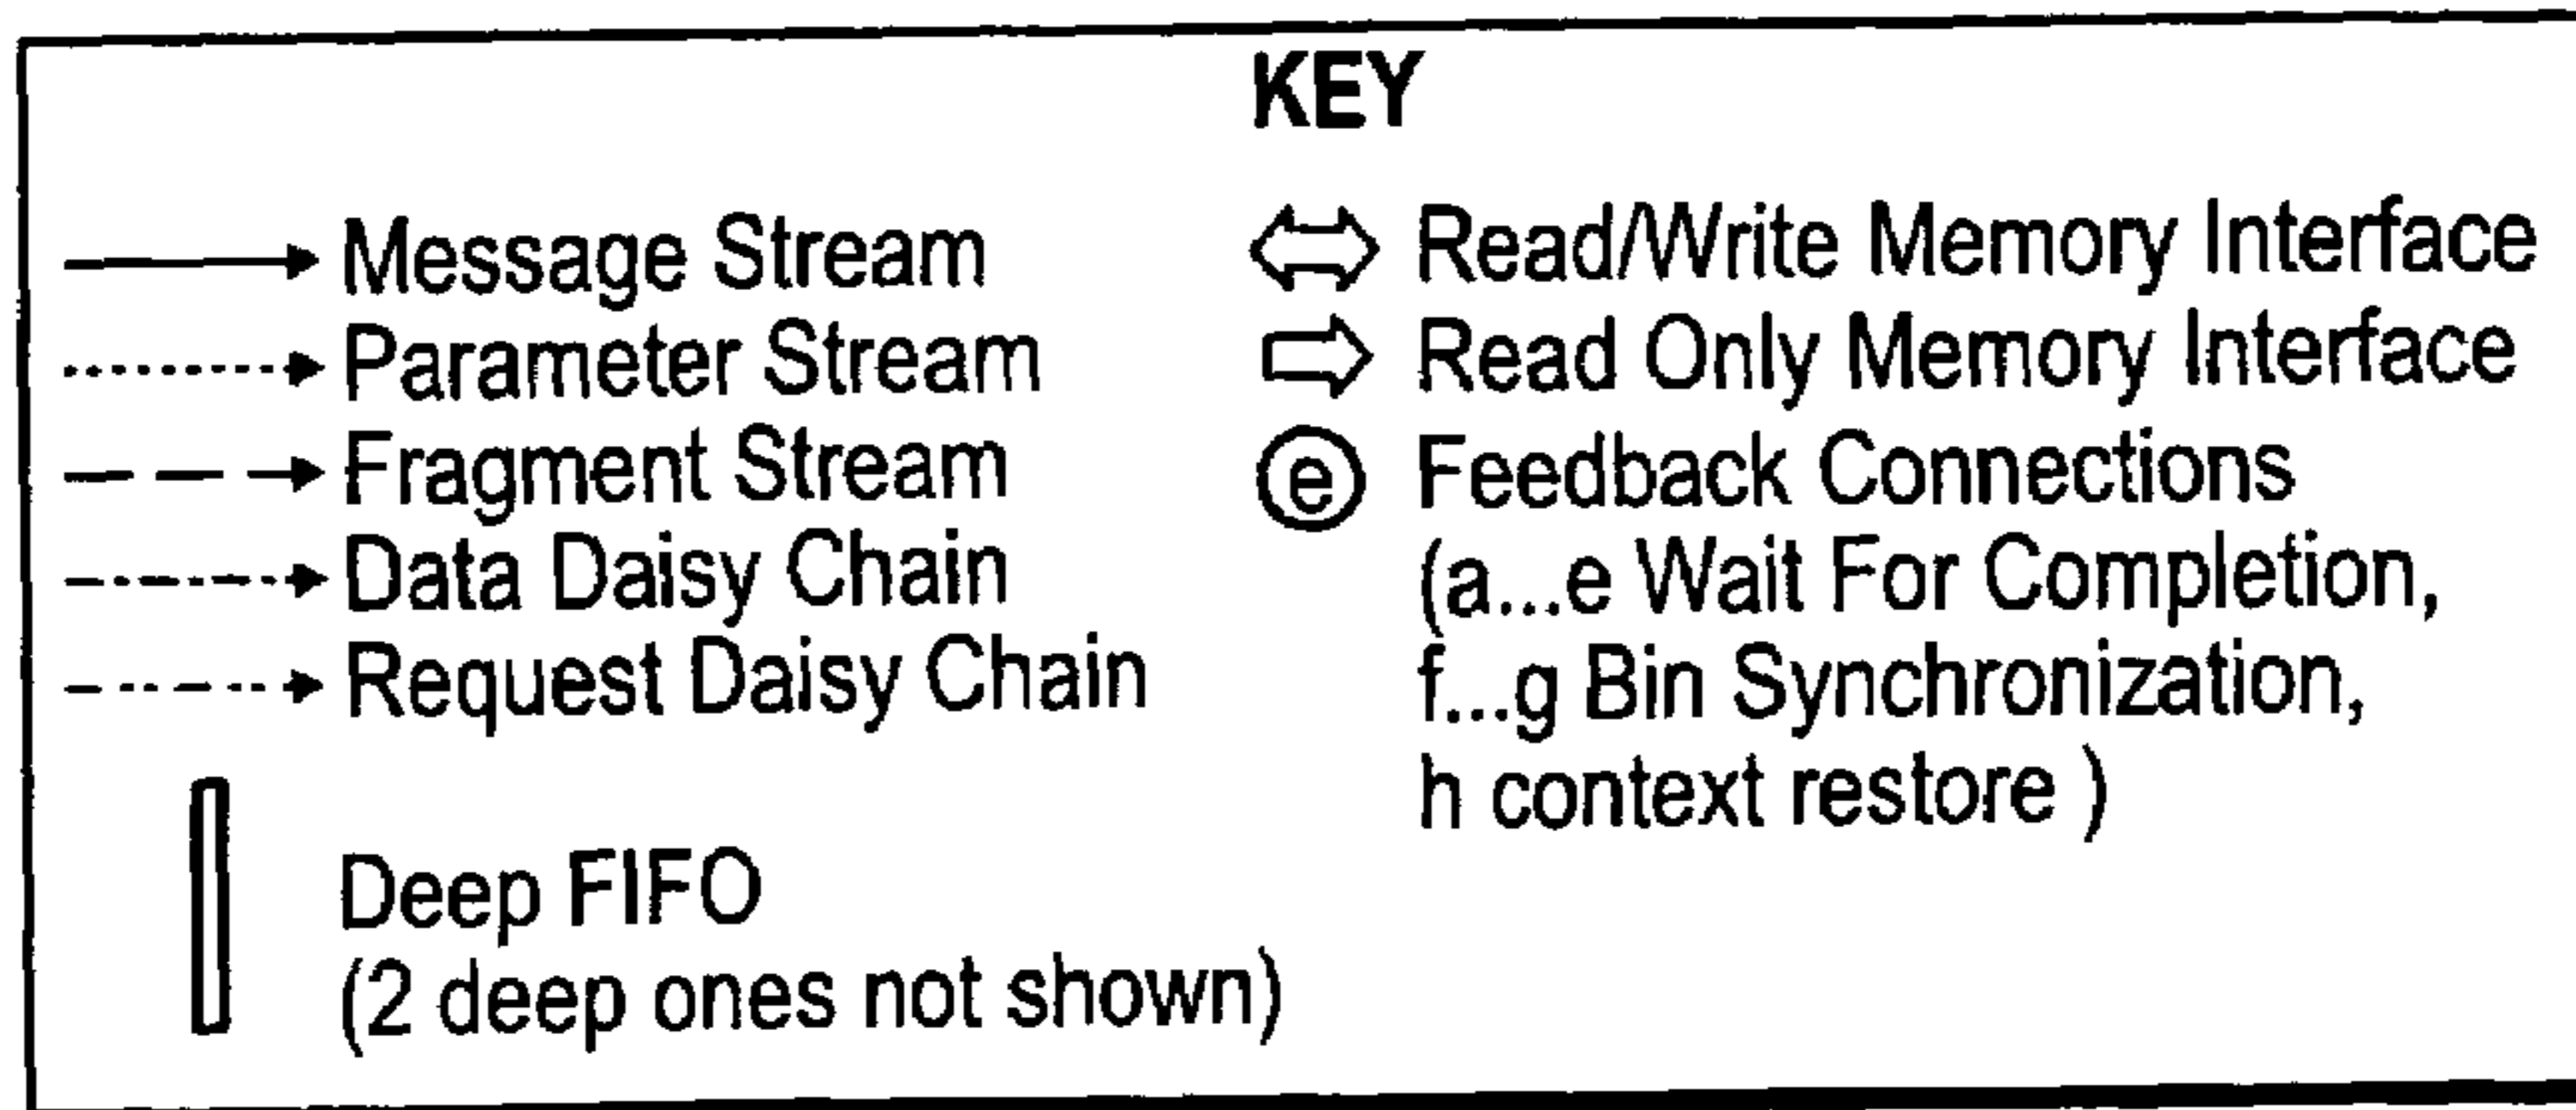 KEY
Message Stream
Parameter Stream
Fragment Stream
Data Daisy Chain
Request Daisy Chain
Deep FIFO
(2 deep ones not shown)
Read/Write Memory Interface
Read Only Memory Interface
e Feedback Connections
(a...e Wait For Completion,
f...g Bin Synchronization,
h context restore )